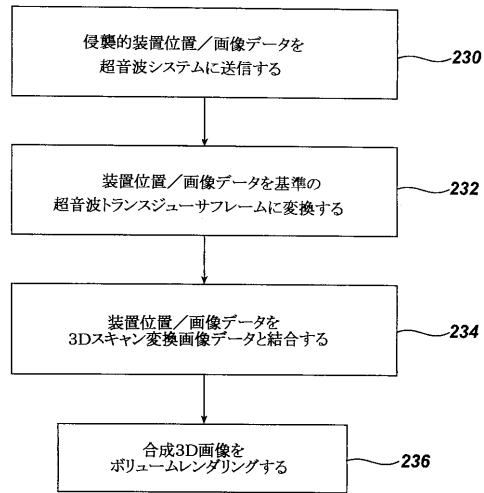 侵襲的装置位置／画像データを
超音波システムに送信する
230
装置位置／画像データを基準の
超音波トランスジューサフレームに変換する
232
装置位置／画像データを
3Dスキャン変換画像データと結合する
234
合成3D画像を
ボリュームレンダリングする
236